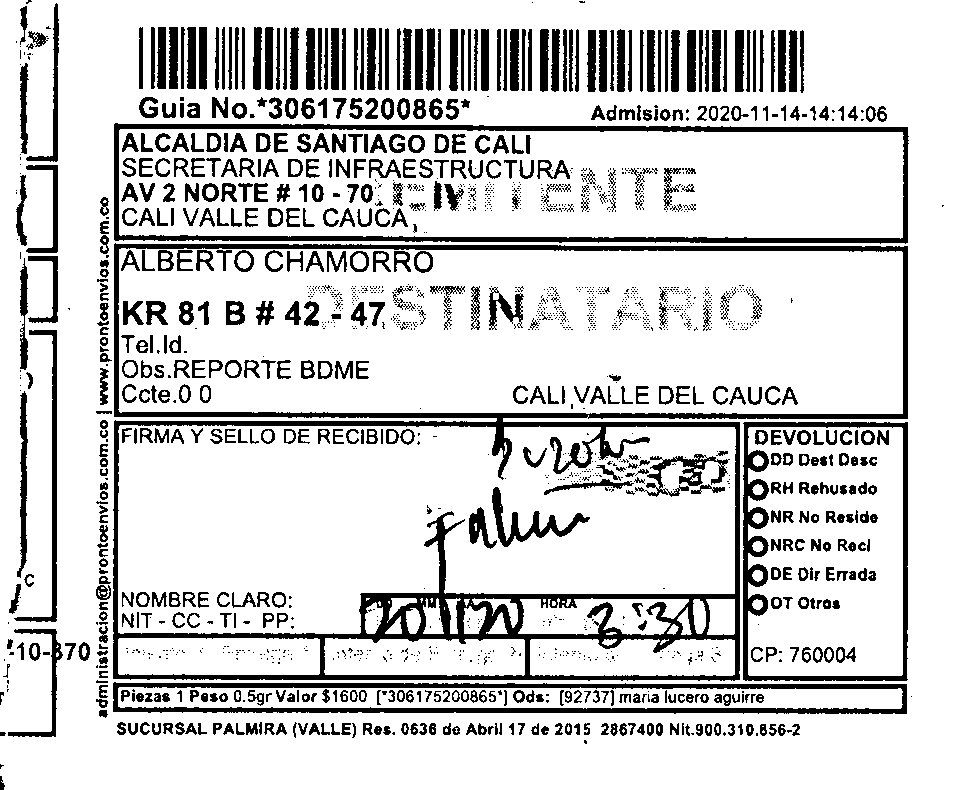 Guia No.*306175200865*
Admision: 2020-11-14-14:14:06
ALCALDIA DE SANTIAGO DE CALI
SECRETARIA DE INFRAESTRUCTURA
AV 2 NORTE # 10 - 70
CALI VALLE DEL CAUCA,
ALBERTO CHAMORRO
DESTINATARIO
KR 81 B # 42 - 47
Tel.Id.
Obs.REPORTE BDME
Ccte.0 0
CALI,VALLE DEL CAUCA
FIRMA Y SELLO DE RECIBIDO:
NOMBRE CLARO:
NIT - CC - TI - PP:
HORA
3:30
DEVOLUCION
DD Dest Desc
RH Rehusado
NR No Reside
NRC No Reci
DE Dir Errada
OT Otros
CP: 760004
Piezas 1 Peso 0.5gr Valor $1600 [*306175200865*] Ods: [92737] maria lucero aguirre
SUCURSAL PALMIRA (VALLE) Res. 0636 de Abril 17 de 2015 2867400 Nit.900.310.856-2
administracion@prontoenvios.com.co | www.prontoenvios.com.co